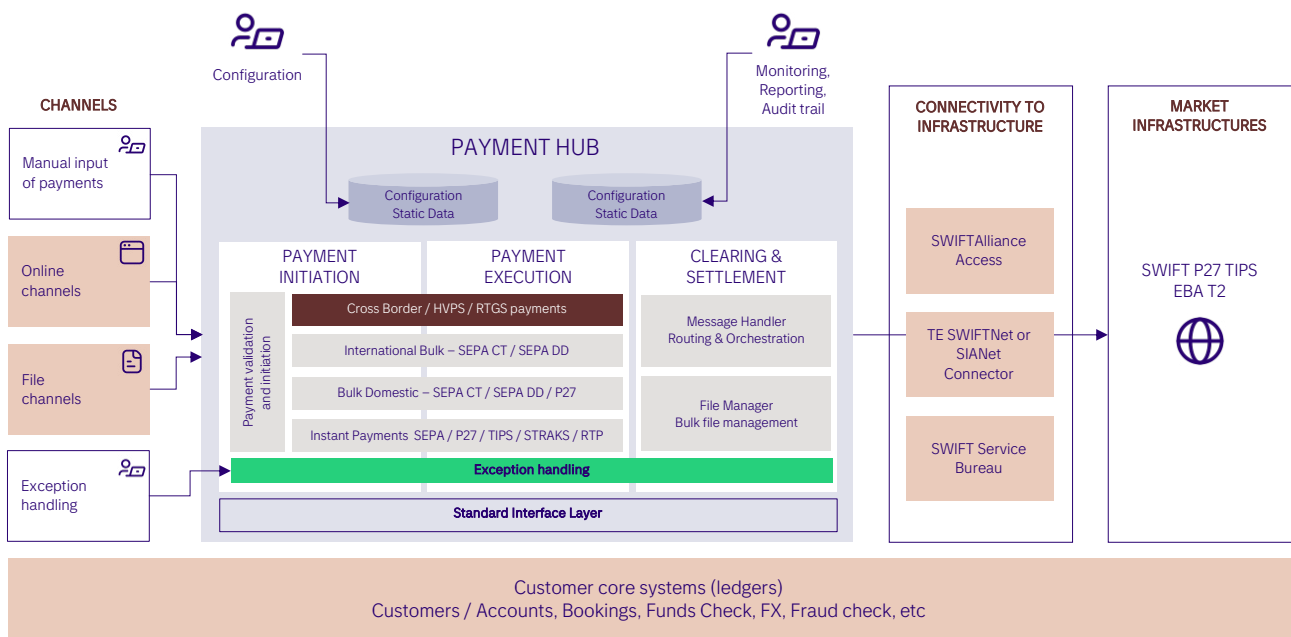 Configuration
Monitoring,
Reporting,
Audit trail
CHANNELS
Manual input
of payments
Online
channels
File
channels
Exception
handling
PAYMENT HUB
Configuration
Static Data
Configuration
Static Data
PAYMENT
INITIATION
PAYMENT
EXECUTION
CLEARING &
SETTLEMENT
Payment validation
and initiation
Cross Border / HVPS / RTGS payments
International Bulk – SEPA CT / SEPA DD
Bulk Domestic – SEPA CT / SEPA DD / P27
Instant Payments SEPA / P27 / TIPS / STRAKS / RTP
Message Handler
Routing & Orchestration
File Manager
Bulk file management
Exception handling
Standard Interface Layer
CONNECTIVITY TO
INFRASTRUCTURE
SWIFTAlliance
Access
TE SWIFTNet or
SIANet
Connector
SWIFT Service
Bureau
MARKET
INFRASTRUCTURES
SWIFT P27 TIPS
EBA T2
Customer core systems (ledgers)
Customers / Accounts, Bookings, Funds Check, FX, Fraud check, etc